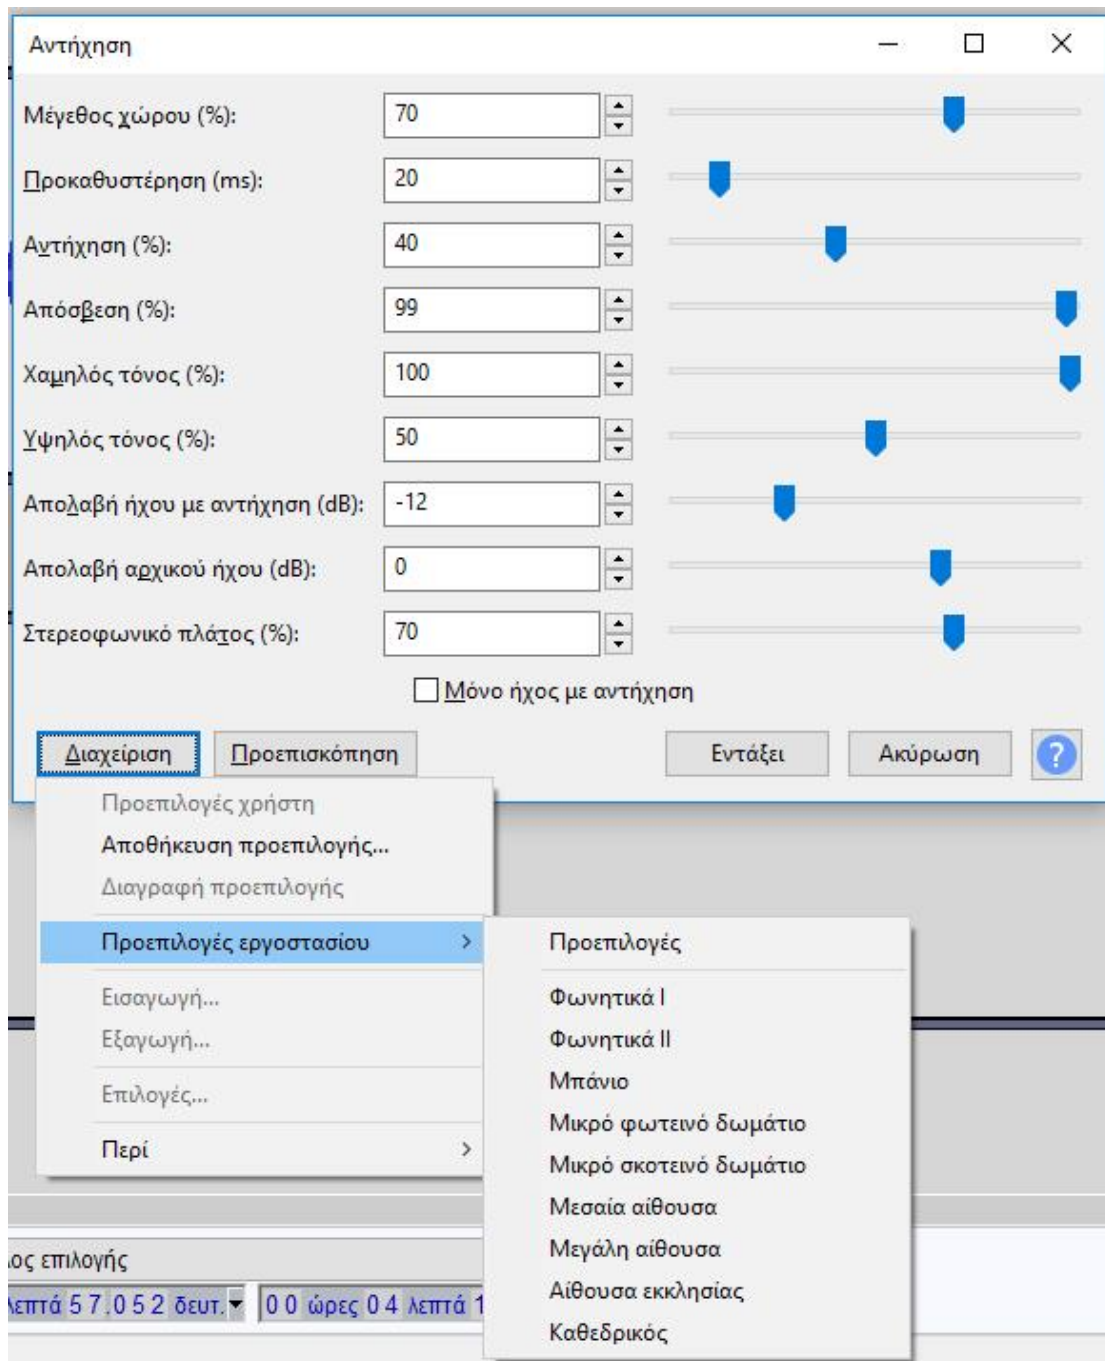 Αντήχηση
Μέγεθος χώρου (%): 70
Προκαθυστέρηση (ms): 20
Αντήχηση (%): 40
Απόσβεση (%): 99
Χαμηλός τόνος (%): 100
Υψηλός τόνος (%): 50
Απολαβή ήχου με αντήχηση (dB): -12
Απολαβή αρχικού ήχου (dB): 0
Στερεοφωνικό πλάτος (%): 70
Μόνο ήχος με αντήχηση
Διαχείριση Προεπισκόπηση Εντάξει Ακύρωση ?
Προεπιλογές χρήστη
Αποθήκευση προεπιλογής...
Διαγραφή προεπιλογής
Προεπιλογές εργοστασίου >
Εισαγωγή...
Εξαγωγή...
Επιλογές...
Περί >
Προεπιλογές
Φωνητικά I
Φωνητικά II
Μπάνιο
Μικρό φωτεινό δωμάτιο
Μικρό σκοτεινό δωμάτιο
Μεσαία αίθουσα
Μεγάλη αίθουσα
Αίθουσα εκκλησίας
Καθεδρικός
λος επιλογής
λεπτά 57.052 δευτ. 00 ώρες 04 λεπτά 1